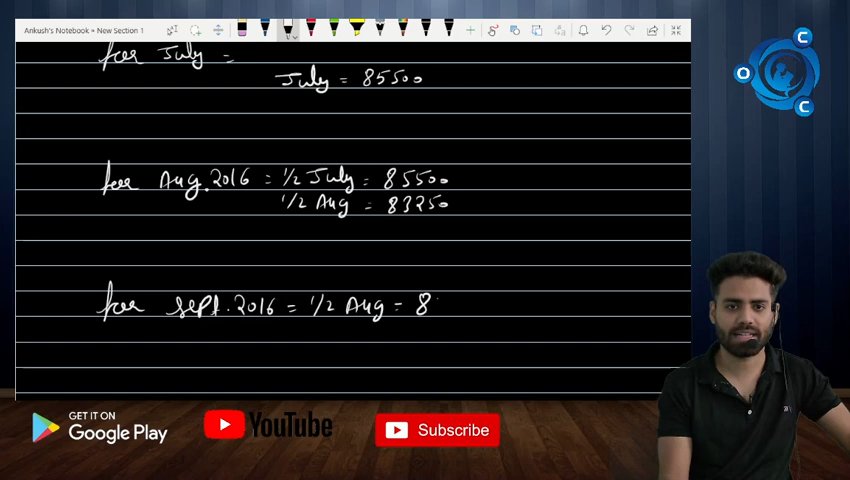 Ankush's Notebook » New Section 1
for July =
July = 85500
for Aug. 2016 = 1/2 July = 85500
1/2 Aug = 83250
for Sept. 2016 = 1/2 Aug = 8
O C C
GET IT ON
Google Play
YOUTUBE
Subscribe